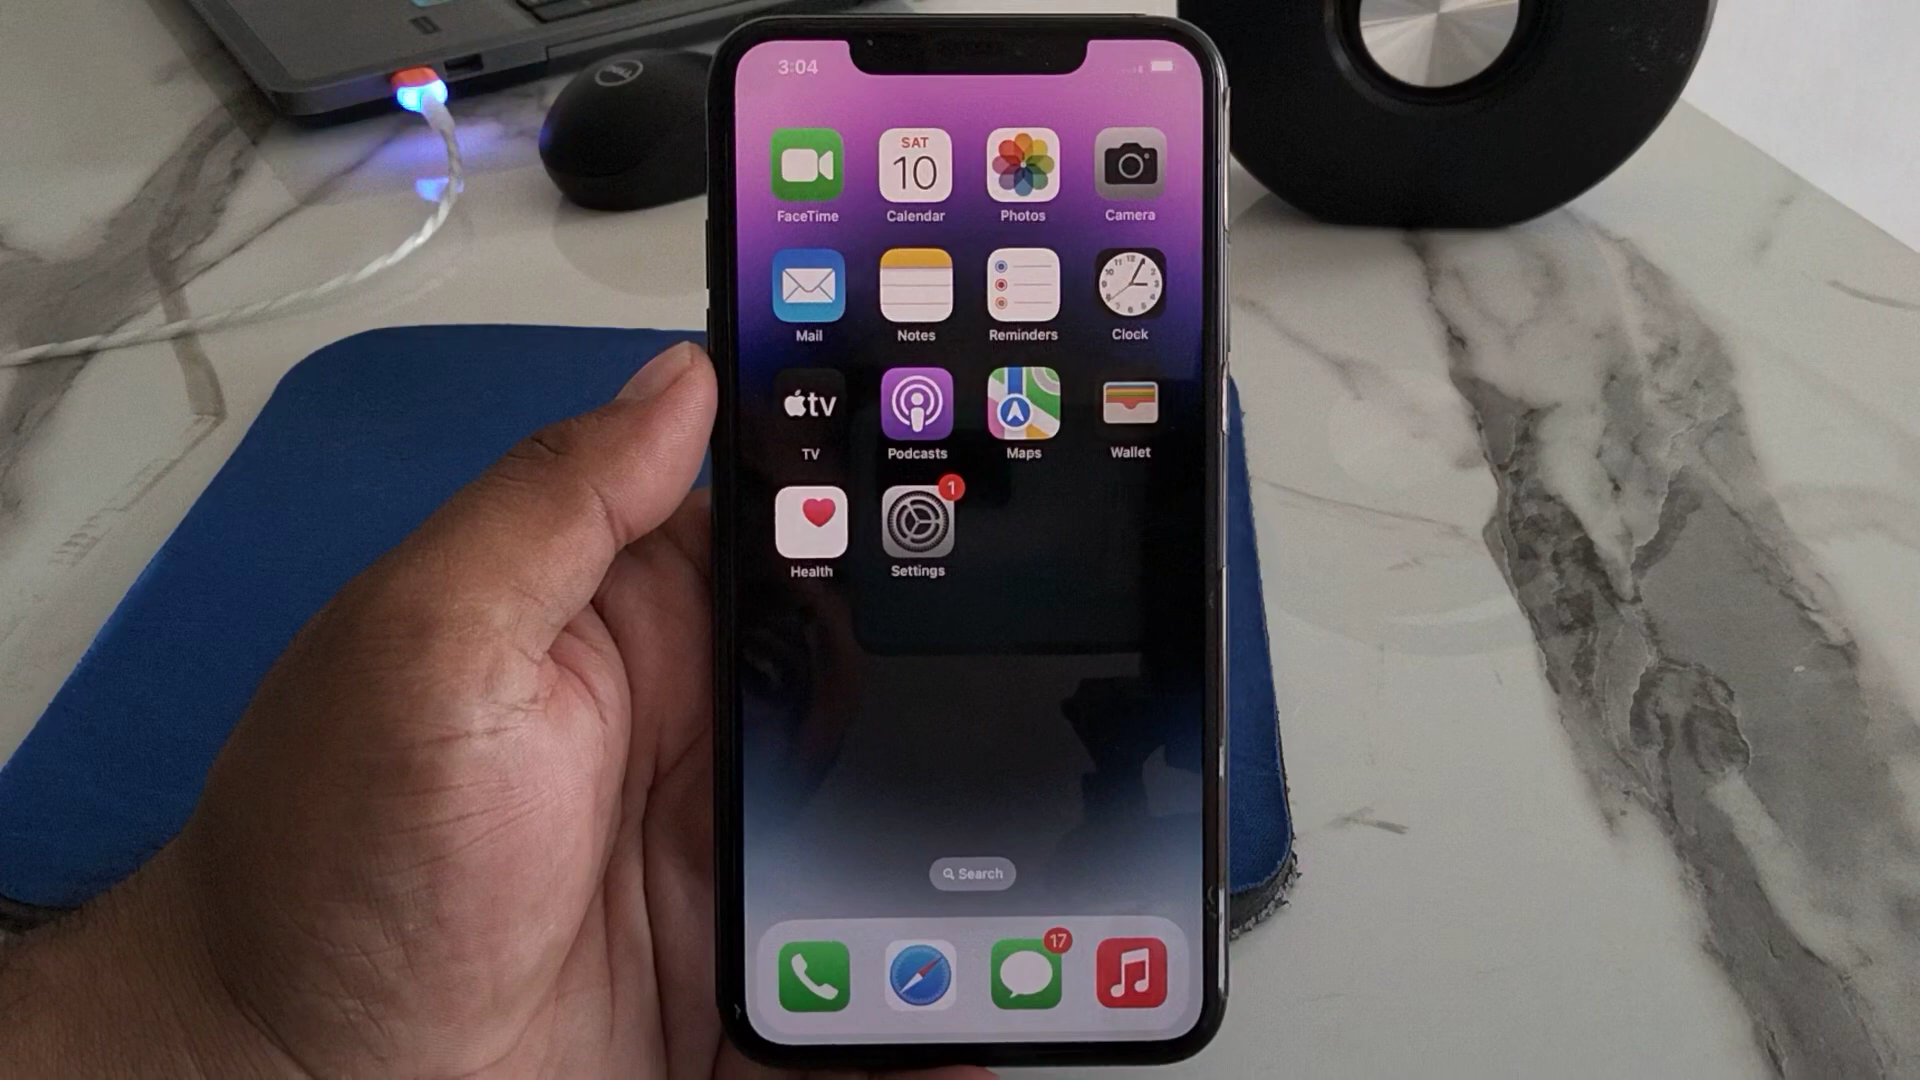 DELL
3:04
SAT
10
FaceTime
Calendar
Photos
Camera
Mail
Notes
Reminders
Clock
tv
TV
Podcasts
Maps
Wallet
1
Health
Settings
Search
17